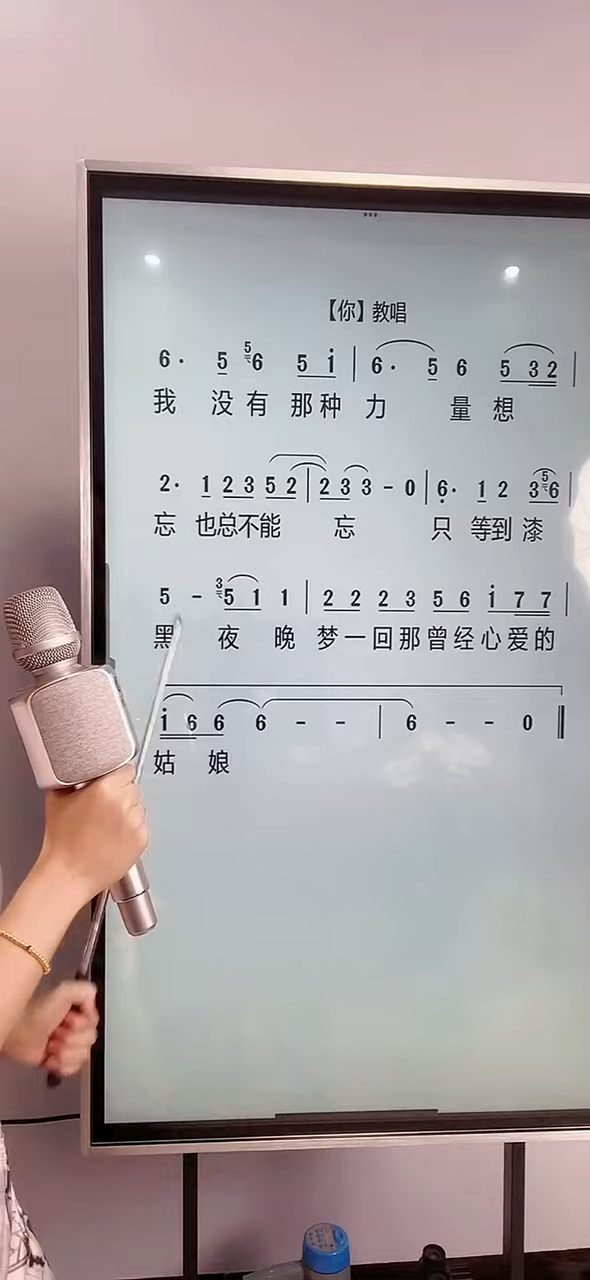 【你】教唱
6· 5 56 5 i | 6· 5 6 5 3 2 |
我 没 有 那 种 力 量 想
2· 1 2 3 5 2 | 2 3 3 - 0 | 6· 1 2 3 56 |
忘 也总不能 忘 只 等到 漆
5 - 35 1 1 | 2 2 2 3 5 6 i 7 7 |
黑 夜 晚 梦一回那曾经心爱的
i 6 6 6 - - | 6 - - 0 ‖
姑 娘